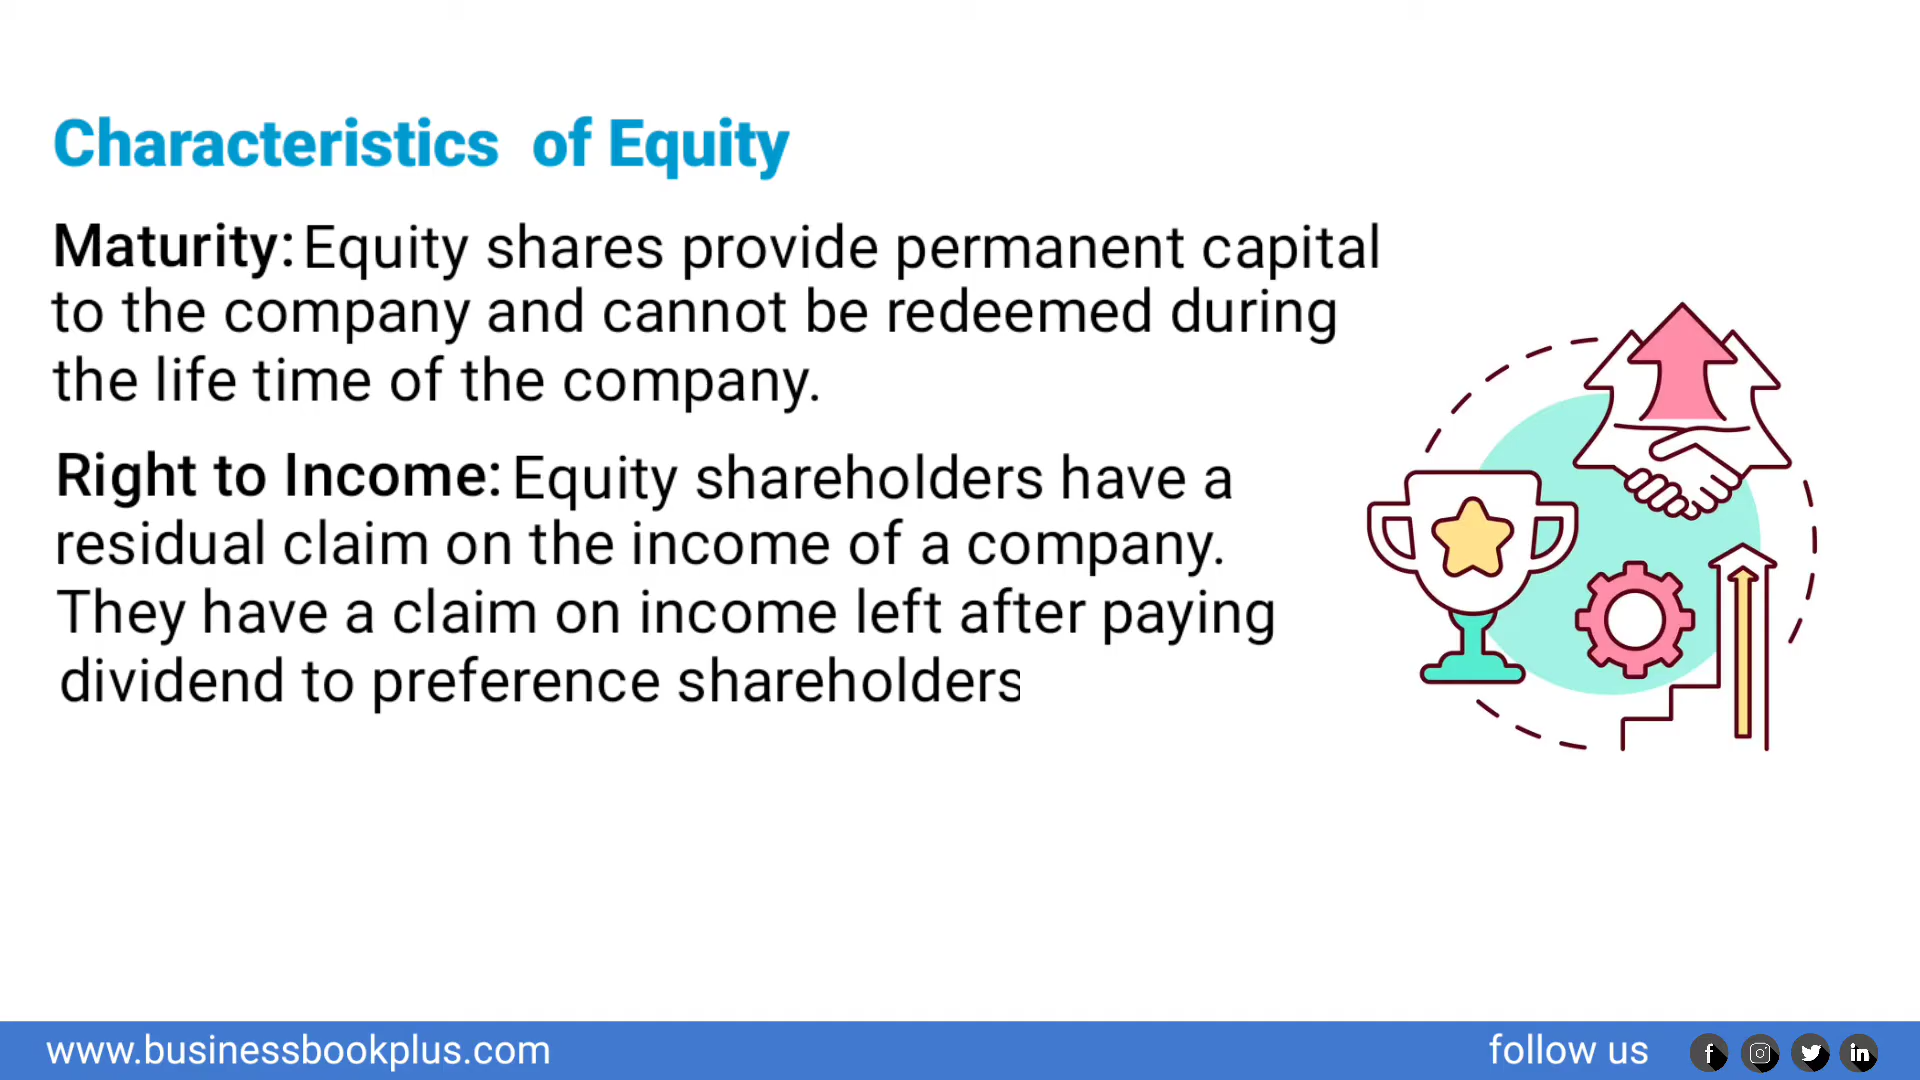 Characteristics of Equity
Maturity: Equity shares provide permanent capital
to the company and cannot be redeemed during
the life time of the company.
Right to Income: Equity shareholders have a
residual claim on the income of a company.
They have a claim on income left after paying
dividend to preference shareholders
www.businessbookplus.com
follow us